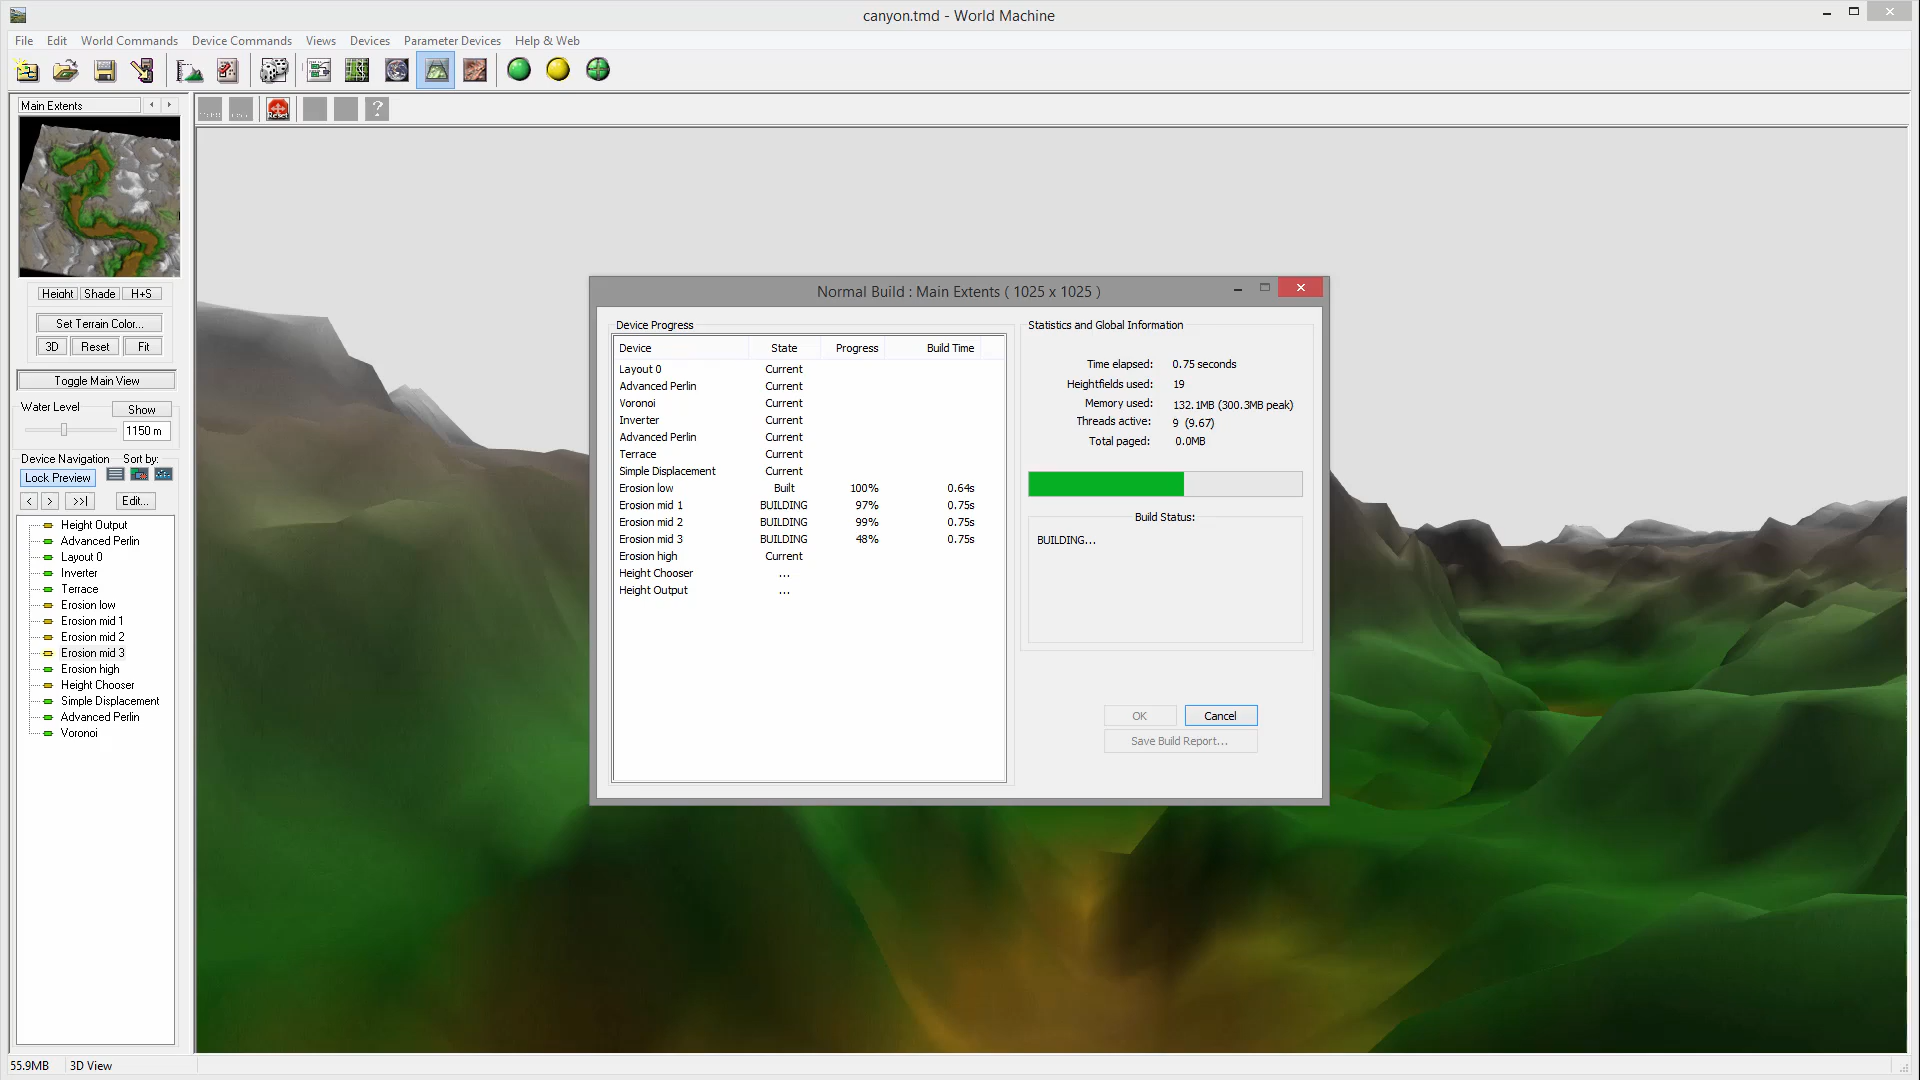 canyon.tmd - World Machine
File Edit World Commands Device Commands Views Devices Parameter Devices Help & Web
Main Extents
Reset
?
Height Shade H+S
Set Terrain Color...
3D Reset Fit
Toggle Main View
Water Level Show
1150 m
Device Navigation Sort by:
Lock Preview
< > >>| Edit...
Height Output
Advanced Perlin
Layout 0
Inverter
Terrace
Erosion low
Erosion mid 1
Erosion mid 2
Erosion mid 3
Erosion high
Height Chooser
Simple Displacement
Advanced Perlin
Voronoi
Normal Build : Main Extents ( 1025 x 1025 )
Device Progress
Device State Progress Build Time
Layout 0 Current
Advanced Perlin Current
Voronoi Current
Inverter Current
Advanced Perlin Current
Terrace Current
Simple Displacement Current
Erosion low Built 100% 0.64s
Erosion mid 1 BUILDING 97% 0.75s
Erosion mid 2 BUILDING 99% 0.75s
Erosion mid 3 BUILDING 48% 0.75s
Erosion high Current
Height Chooser ...
Height Output ...
Statistics and Global Information
Time elapsed: 0.75 seconds
Heightfields used: 19
Memory used: 132.1MB (300.3MB peak)
Threads active: 9 (9.67)
Total paged: 0.0MB
Build Status:
BUILDING...
OK Cancel
Save Build Report...
55.9MB 3D View